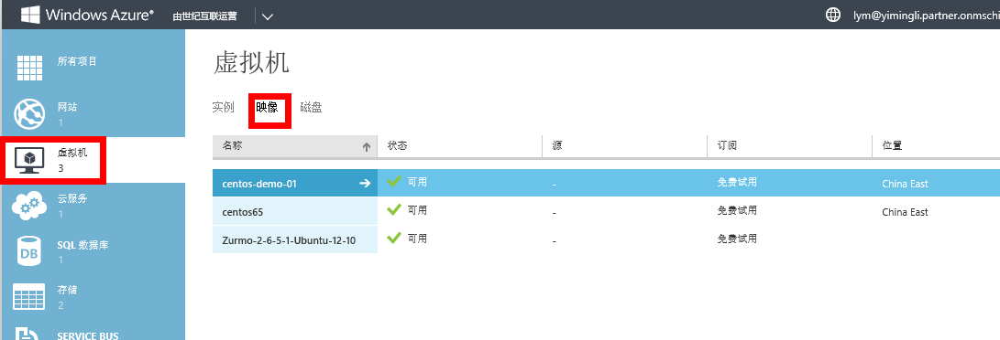 Windows Azure® 由世纪互联运营 lym@yimingli.partner.onmschi
所有项目
网站
1
虚拟机
3
云服务
1
SQL 数据库
1
存储
2
SERVICE BUS
虚拟机
实例 映像 磁盘
名称 状态 源 订阅 位置
centos-demo-01 可用 - 免费试用 China East
centos65 可用 - 免费试用 China East
Zurmo-2-6-5-1-Ubuntu-12-10 可用 - 免费试用
DB